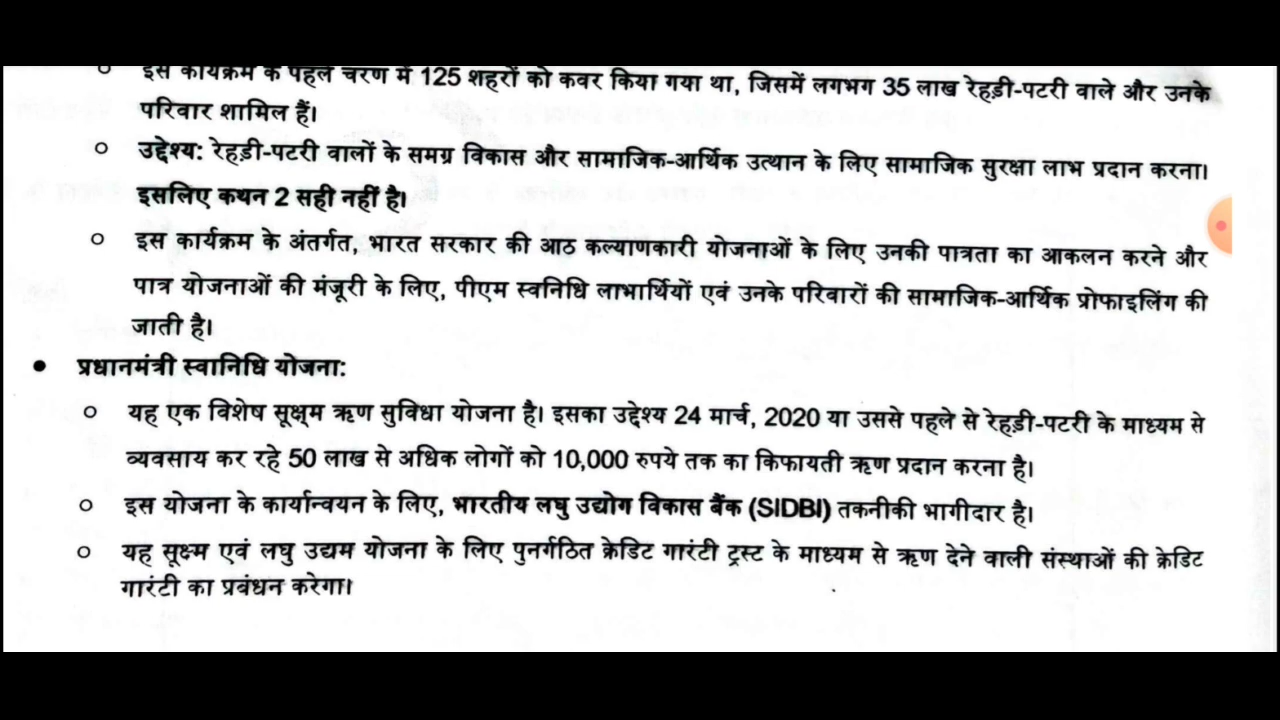 इस कार्यक्रम के पहले चरण में 125 शहरों को कवर किया गया था, जिसमें लगभग 35 लाख रेहड़ी-पटरी वाले और उनके
परिवार शामिल हैं।
उद्देश्य: रेहड़ी-पटरी वालों के समग्र विकास और सामाजिक-आर्थिक उत्थान के लिए सामाजिक सुरक्षा लाभ प्रदान करना।
इसलिए कथन 2 सही नहीं है।
इस कार्यक्रम के अंतर्गत, भारत सरकार की आठ कल्याणकारी योजनाओं के लिए उनकी पात्रता का आकलन करने और
पात्र योजनाओं की मंजूरी के लिए, पीएम स्वनिधि लाभार्थियों एवं उनके परिवारों की सामाजिक-आर्थिक प्रोफाइलिंग की
जाती है।
प्रधानमंत्री स्वानिधि योजना:
यह एक विशेष सूक्ष्म ऋण सुविधा योजना है। इसका उद्देश्य 24 मार्च, 2020 या उससे पहले से रेहड़ी-पटरी के माध्यम से
व्यवसाय कर रहे 50 लाख से अधिक लोगों को 10,000 रुपये तक का किफायती ऋण प्रदान करना है।
इस योजना के कार्यान्वयन के लिए, भारतीय लघु उद्योग विकास बैंक (SIDBI) तकनीकी भागीदार है।
यह सूक्ष्म एवं लघु उद्यम योजना के लिए पुनर्गठित क्रेडिट गारंटी ट्रस्ट के माध्यम से ऋण देने वाली संस्थाओं की क्रेडिट
गारंटी का प्रबंधन करेगा।